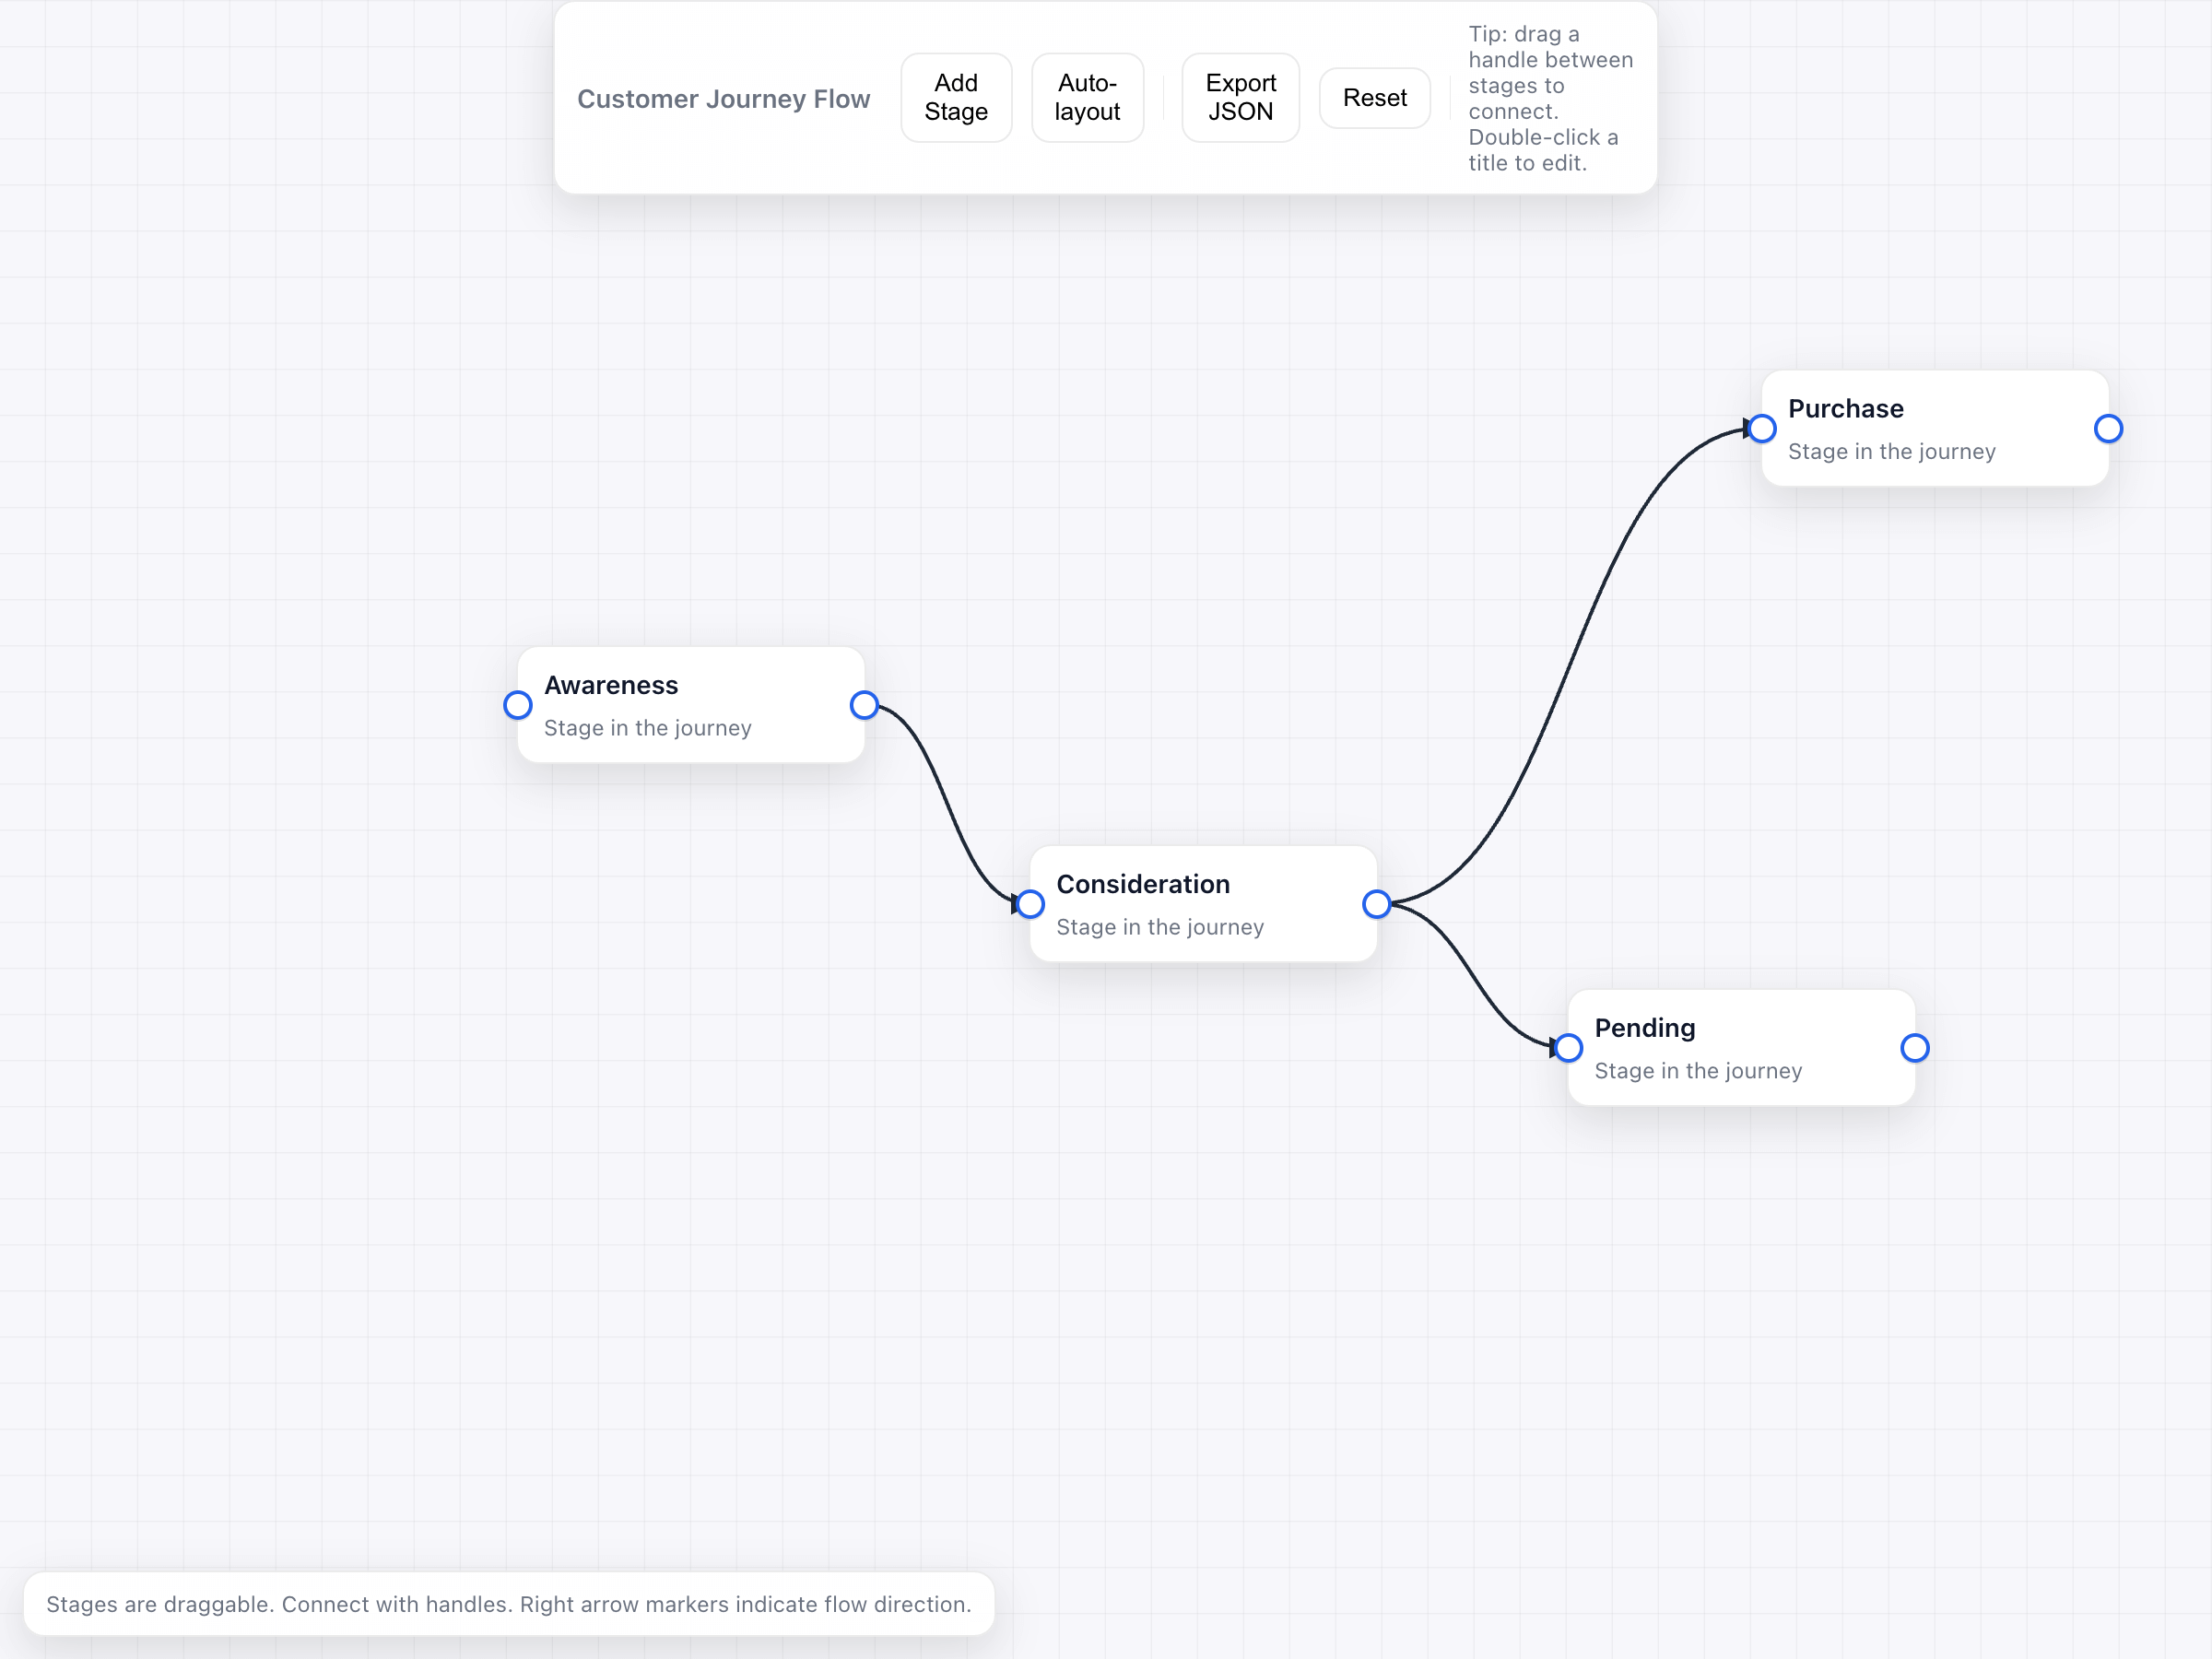 Customer Journey Flow
Add
Stage
Auto-
layout
Export
JSON
Reset
Tip: drag a
handle between
stages to
connect.
Double-click a
title to edit.
Purchase
Stage in the journey
Awareness
Stage in the journey
Consideration
Stage in the journey
Pending
Stage in the journey
Stages are draggable. Connect with handles. Right arrow markers indicate flow direction.